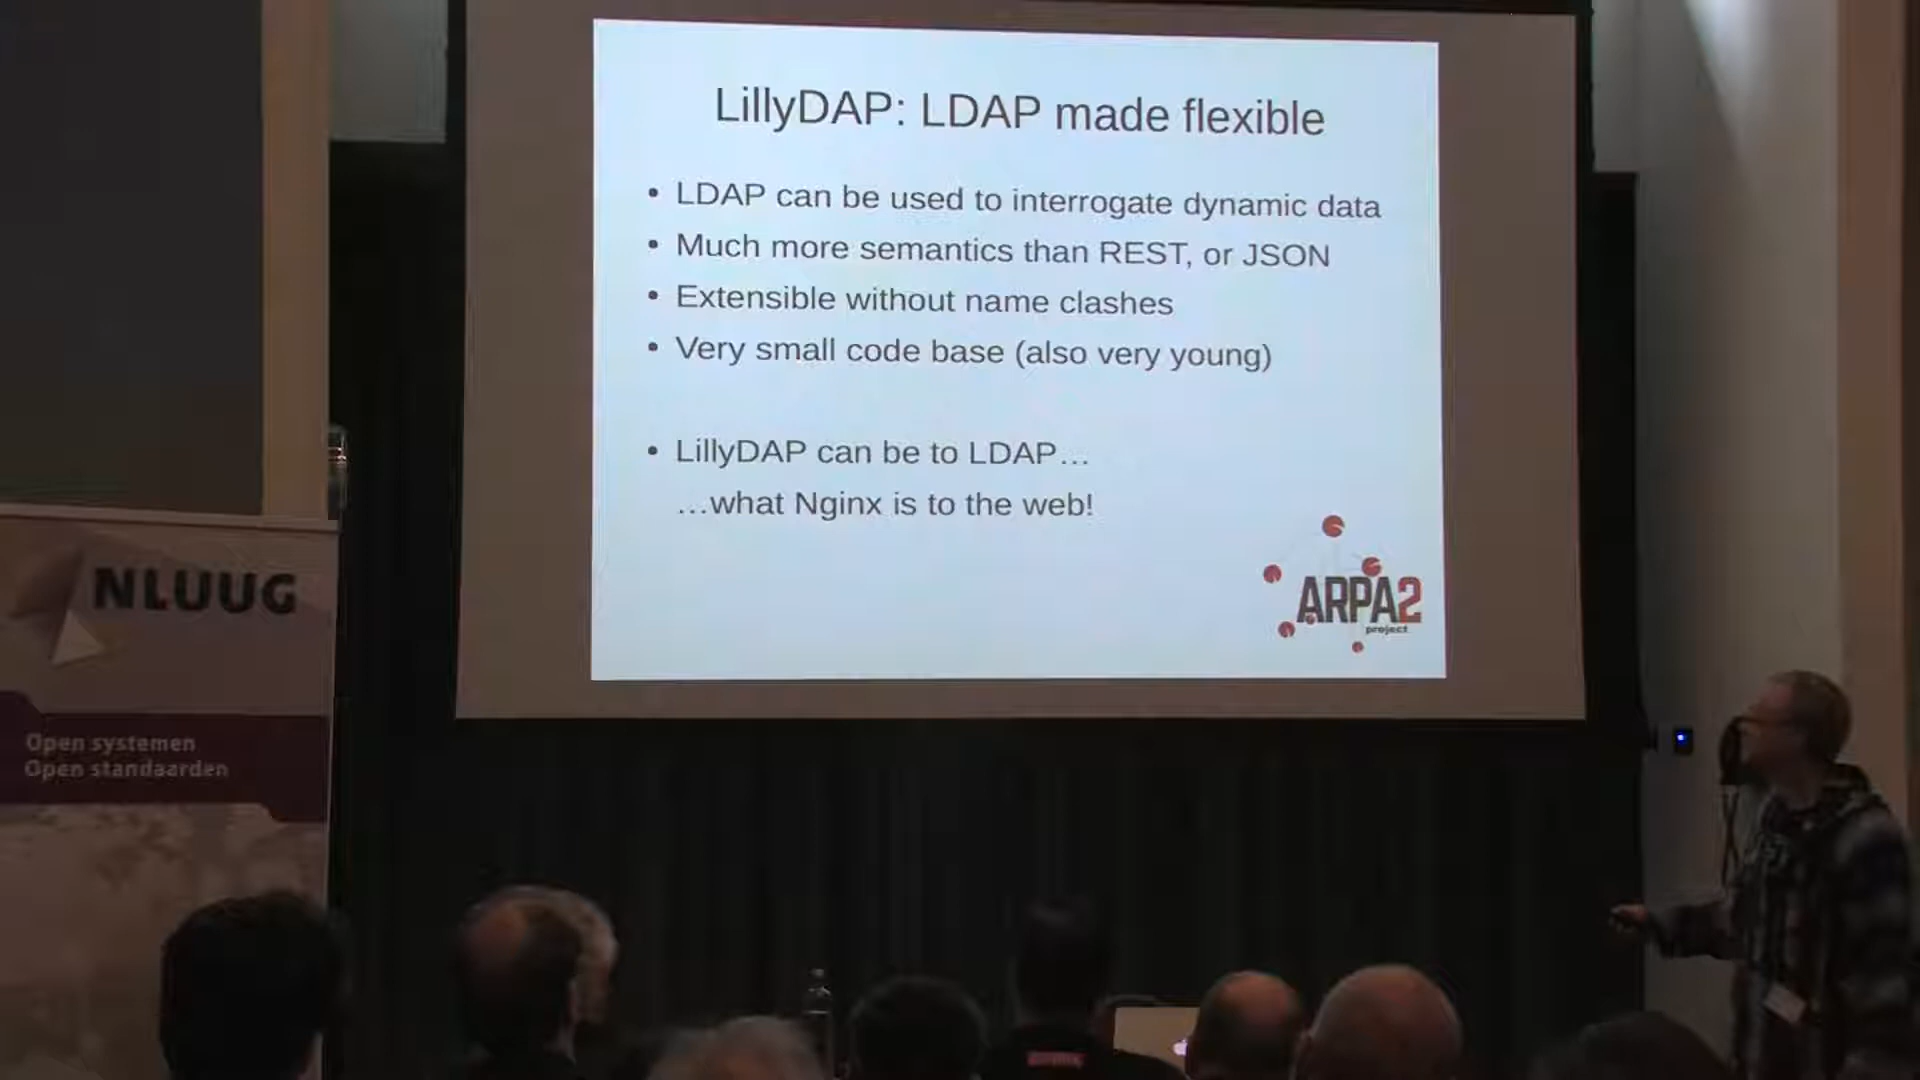 LillyDAP: LDAP made flexible
• LDAP can be used to interrogate dynamic data
• Much more semantics than REST, or JSON
• Extensible without name clashes
• Very small code base (also very young)
• LillyDAP can be to LDAP…
…what Nginx is to the web!
ARPA2
project
NLUUG
Open systemen
Open standaarden